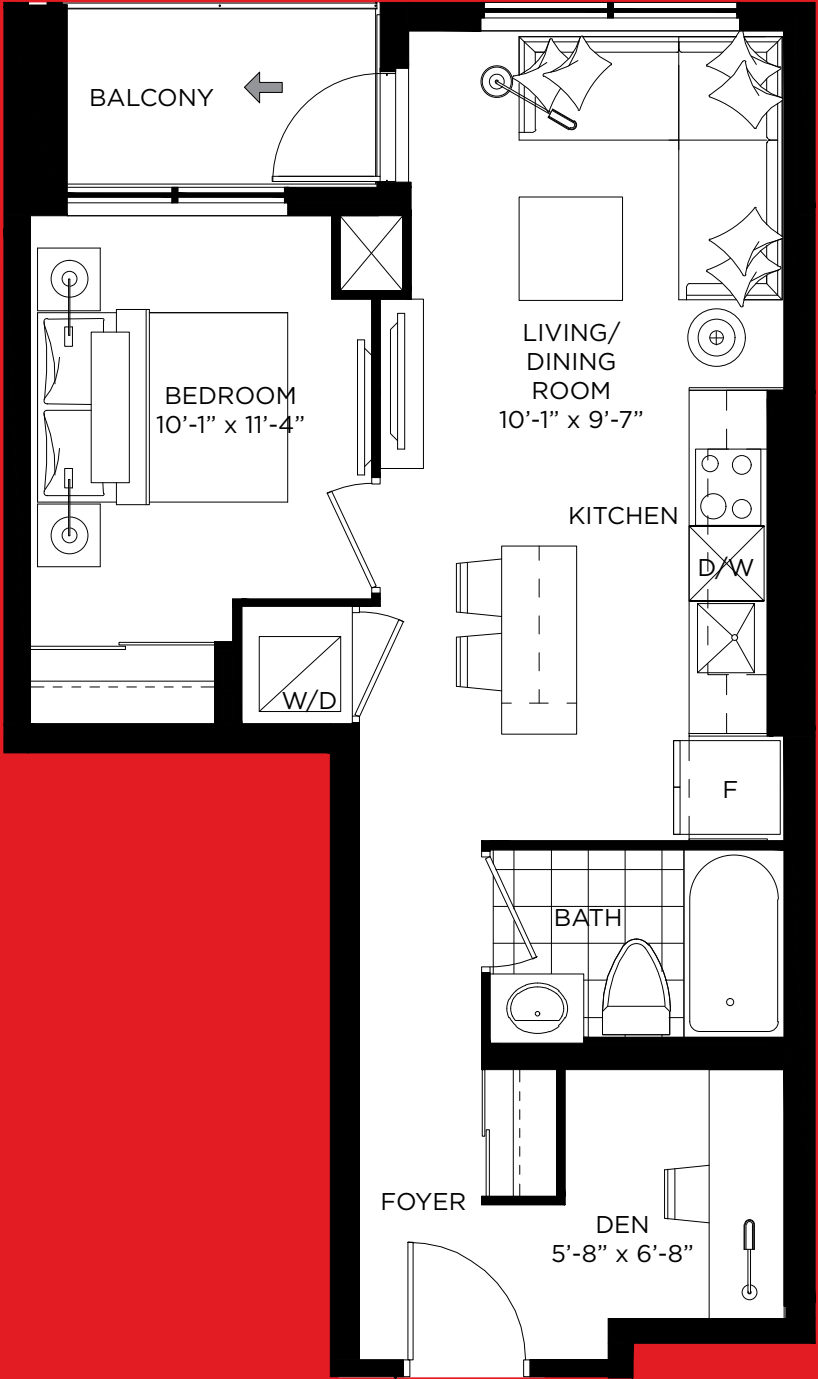 BALCONY
LIVING/
DINING
ROOM
10’-1” x 9’-7”
BEDROOM
10’-1” x 11’-4”
KITCHEN
D/W
W/D
F
BATH
FOYER
DEN
5’-8” x 6’-8”